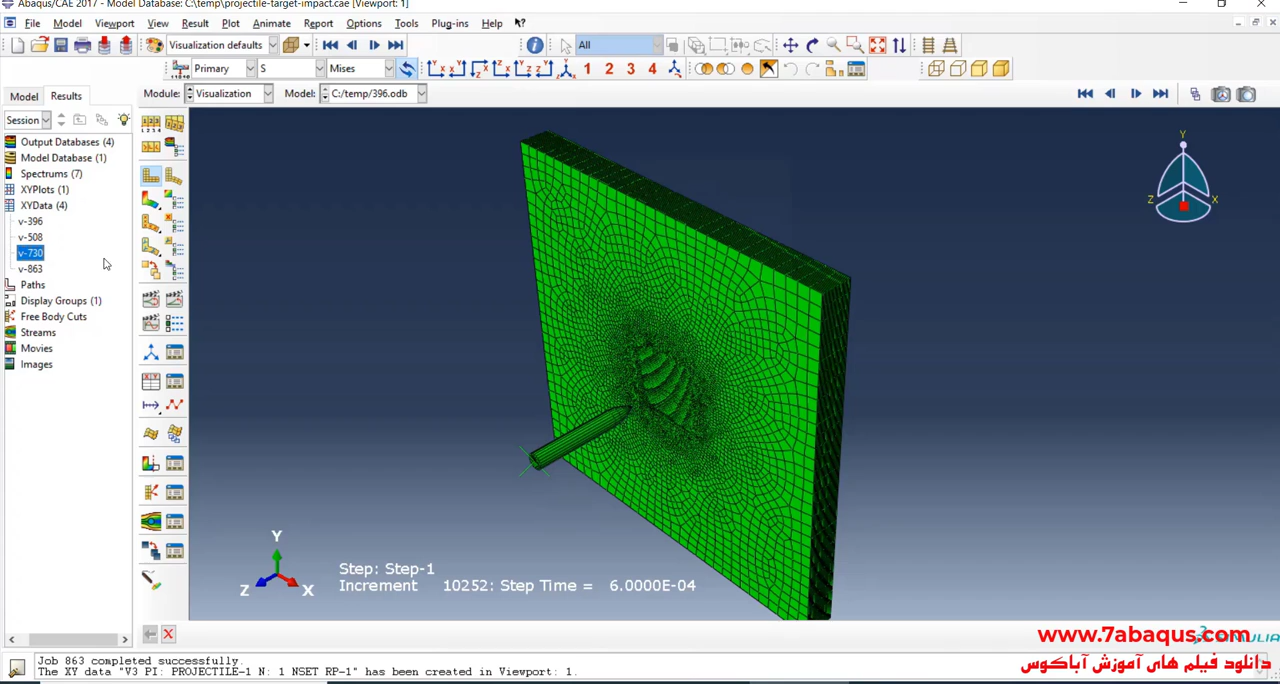 Abaqus/CAE 2017 - Model Database: C:\temp\projectile-target-impact.cae [Viewport: 1]
File Model Viewport View Result Plot Animate Report Options Tools Plug-ins Help
Visualization defaults All
Primary S Mises 1 2 3 4
Model Results Module: Visualization Model: C:/temp/396.odb
Session
Output Databases (4)
Model Database (1)
Spectrums (7)
XYPlots (1)
XYData (4)
v-396
v-508
v-730
v-863
Paths
Display Groups (1)
Free Body Cuts
Streams
Movies
Images
Y
Z X
Y
Z X
Step: Step-1
Increment 10252: Step Time = 6.0000E-04
www.7abaqus.com
دانلود فیلم های آموزش آباکوس
Job 863 completed successfully.
The XY data "V3 PI: PROJECTILE-1 N: 1 NSET RP-1" has been created in Viewport: 1.